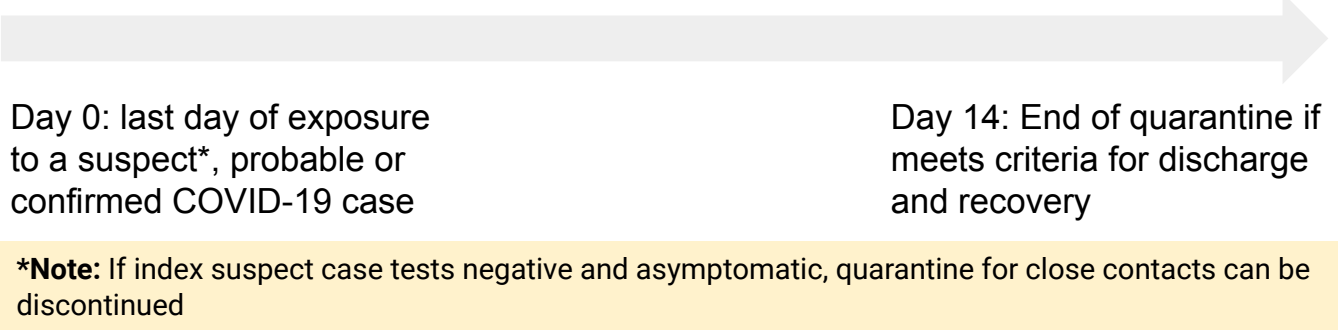 Day 0: last day of exposure
to a suspect*, probable or
confirmed COVID-19 case
Day 14: End of quarantine if
meets criteria for discharge
and recovery
*Note: If index suspect case tests negative and asymptomatic, quarantine for close contacts can be
discontinued